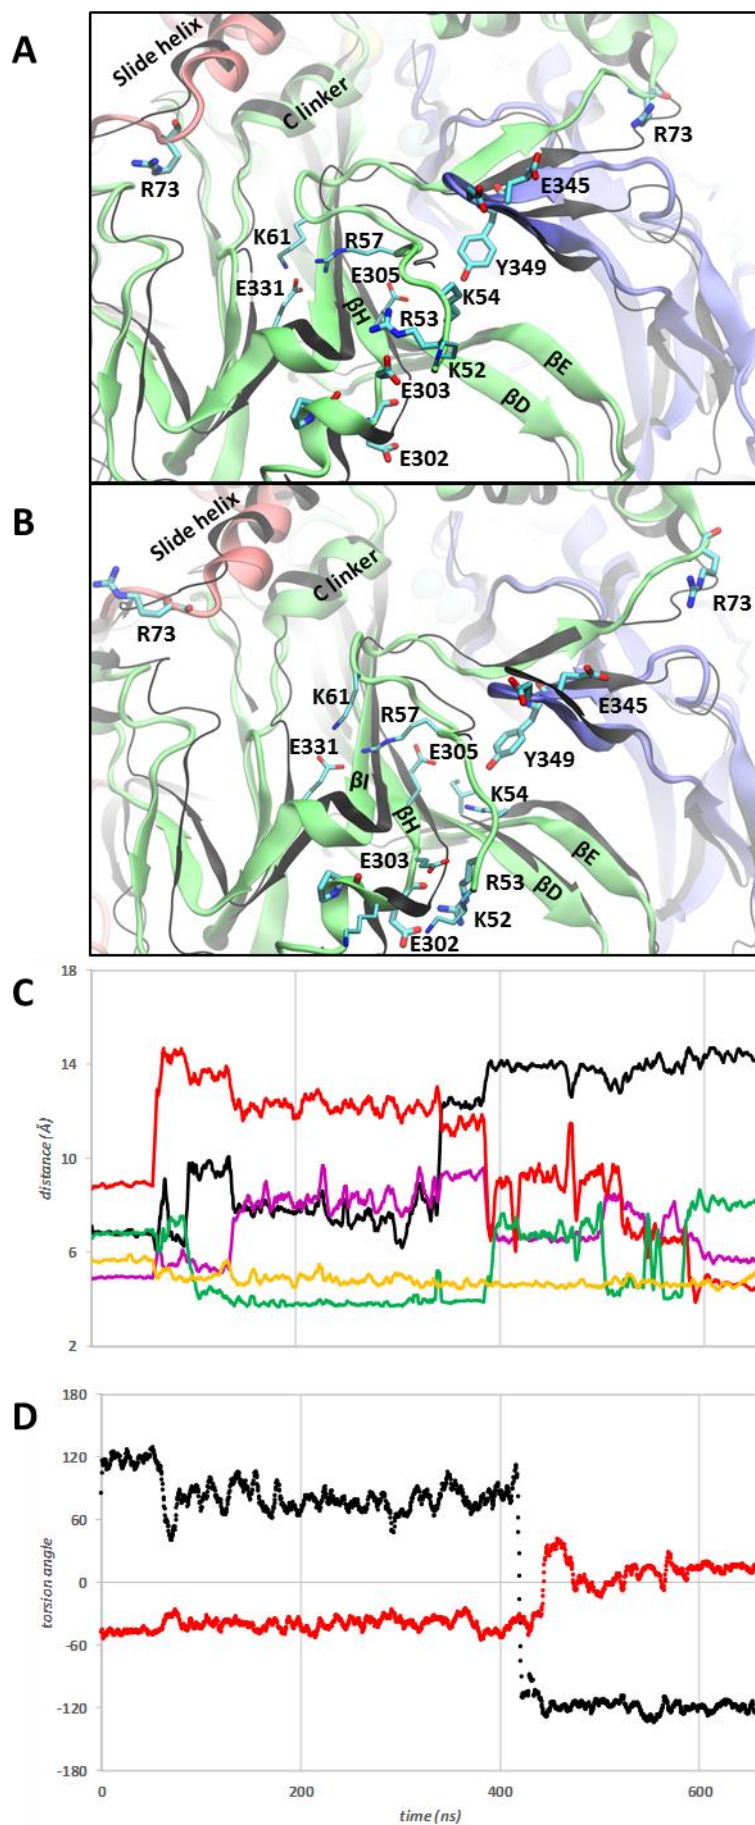 A
Slide helix
C linker
R73
R73
E345
K61
R57
Y349
E305
E331
K54
βH
R53
K52
βE
E303
βD
E302
B
Slide helix
C linker
R73
R73
K61
E345
R57
E305
Y349
E331
βI
K54
βH
βE
E303
R53
βD
K52
E302
C
18
14
10
6
2
distance (Å)
D
180
120
60
0
-60
-120
-180
torsion angle
0 200 400 600
time (ns)